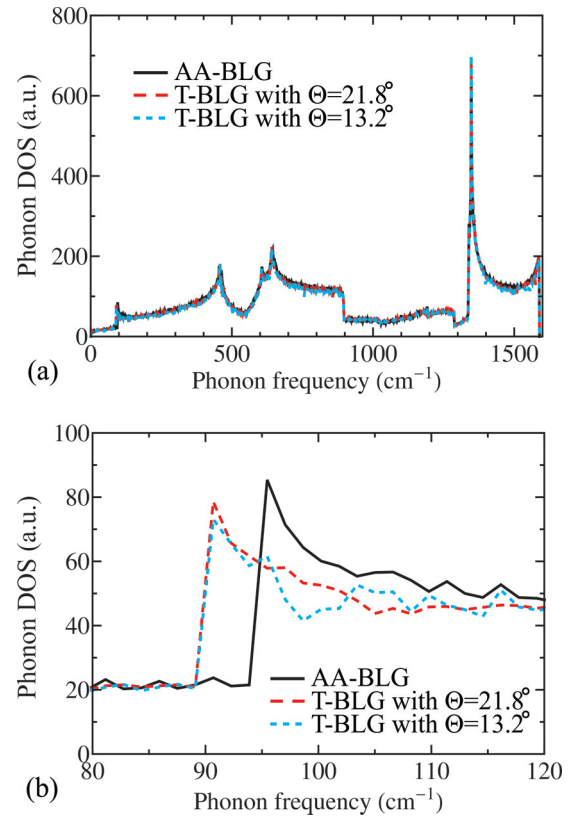 800
600
400
200
0
Phonon DOS (a.u.)
AA-BLG
T-BLG with Θ=21.8°
T-BLG with Θ=13.2°
0 500 1000 1500
Phonon frequency (cm⁻¹)
(a)
100
80
60
40
20
0
Phonon DOS (a.u.)
AA-BLG
T-BLG with Θ=21.8°
T-BLG with Θ=13.2°
80 90 100 110 120
Phonon frequency (cm⁻¹)
(b)